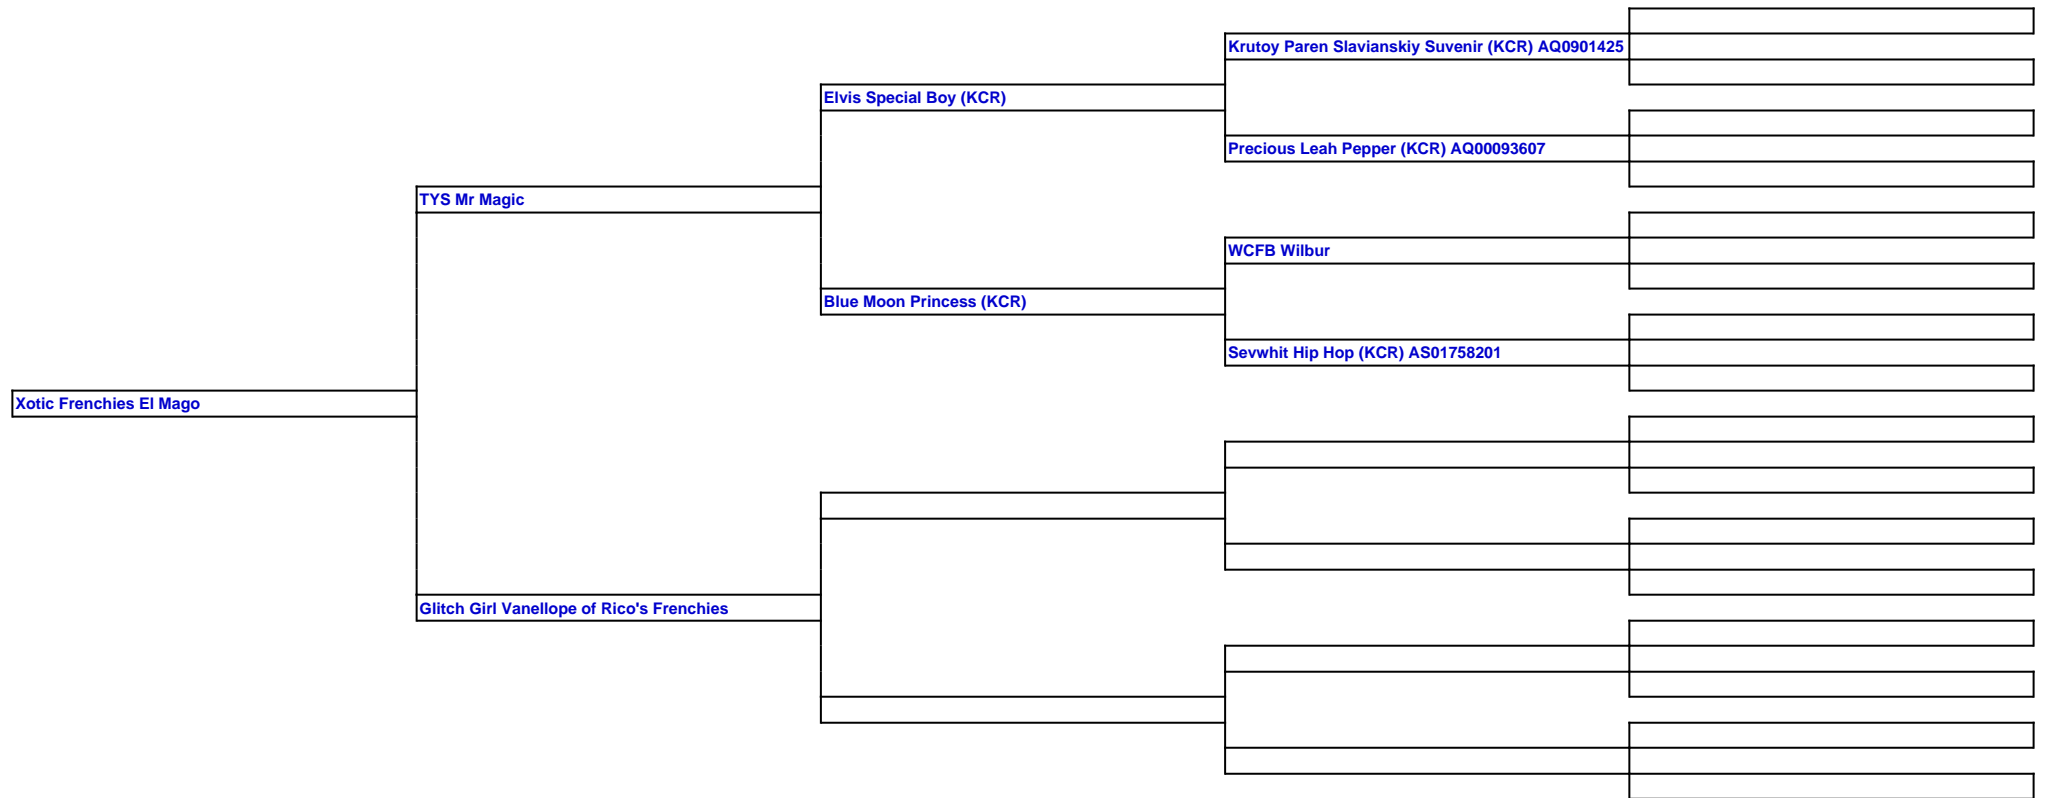 Krutoy Paren Slavianskiy Suvenir (KCR) AQ0901425
Elvis Special Boy (KCR)
Precious Leah Pepper (KCR) AQ00093607
TYS Mr Magic
WCFB Wilbur
Blue Moon Princess (KCR)
Sevwhit Hip Hop (KCR) AS01758201
Xotic Frenchies El Mago
Glitch Girl Vanellope of Rico's Frenchies